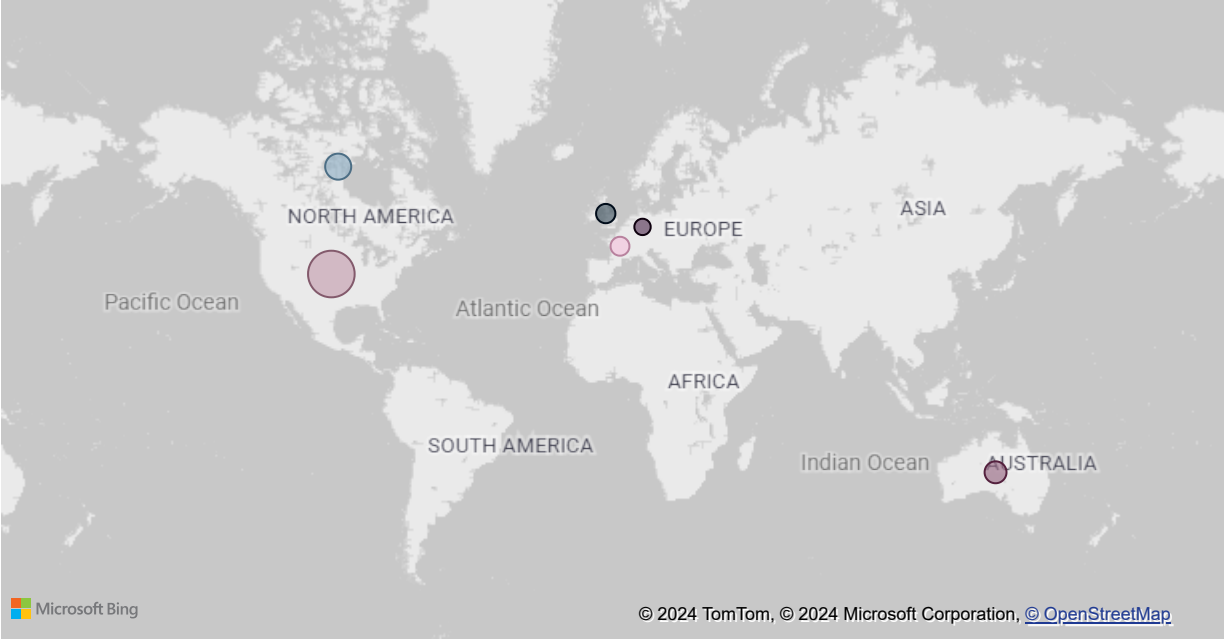 ASIA
NORTH AMERICA
EUROPE
Pacific Ocean
Atlantic Ocean
AFRICA
SOUTH AMERICA
Indian Ocean
AUSTRALIA
Microsoft Bing
© 2024 TomTom, © 2024 Microsoft Corporation, © OpenStreetMap